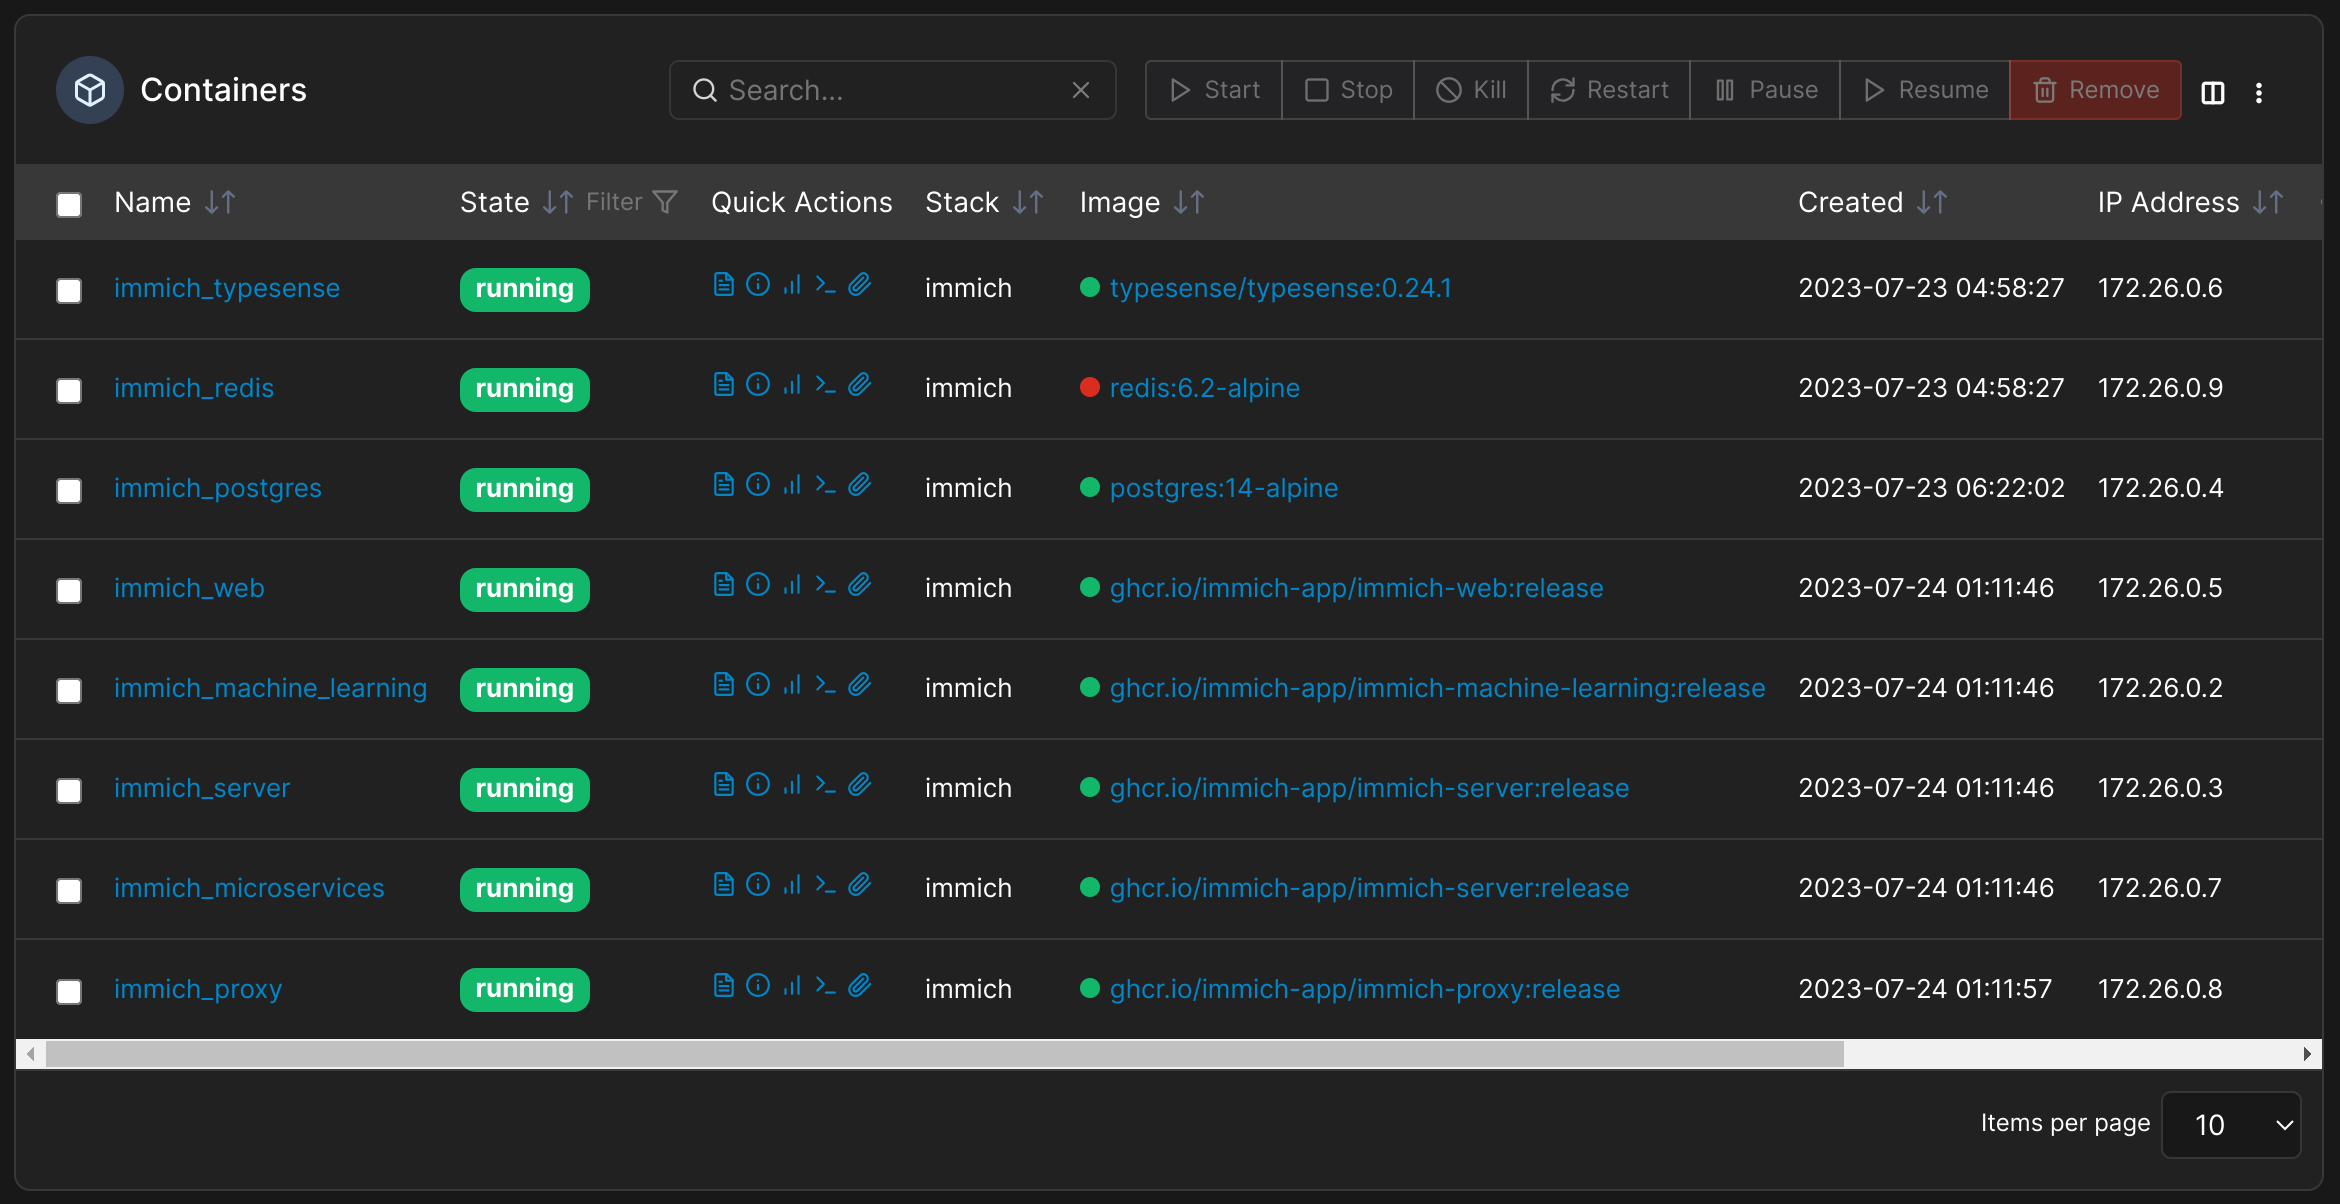 Containers Search... Start Stop Kill Restart Pause Resume Remove
Name State Filter Quick Actions Stack Image Created IP Address
immich_typesense running immich typesense/typesense:0.24.1 2023-07-23 04:58:27 172.26.0.6
immich_redis running immich redis:6.2-alpine 2023-07-23 04:58:27 172.26.0.9
immich_postgres running immich postgres:14-alpine 2023-07-23 06:22:02 172.26.0.4
immich_web running immich ghcr.io/immich-app/immich-web:release 2023-07-24 01:11:46 172.26.0.5
immich_machine_learning running immich ghcr.io/immich-app/immich-machine-learning:release 2023-07-24 01:11:46 172.26.0.2
immich_server running immich ghcr.io/immich-app/immich-server:release 2023-07-24 01:11:46 172.26.0.3
immich_microservices running immich ghcr.io/immich-app/immich-server:release 2023-07-24 01:11:46 172.26.0.7
immich_proxy running immich ghcr.io/immich-app/immich-proxy:release 2023-07-24 01:11:57 172.26.0.8
Items per page 10